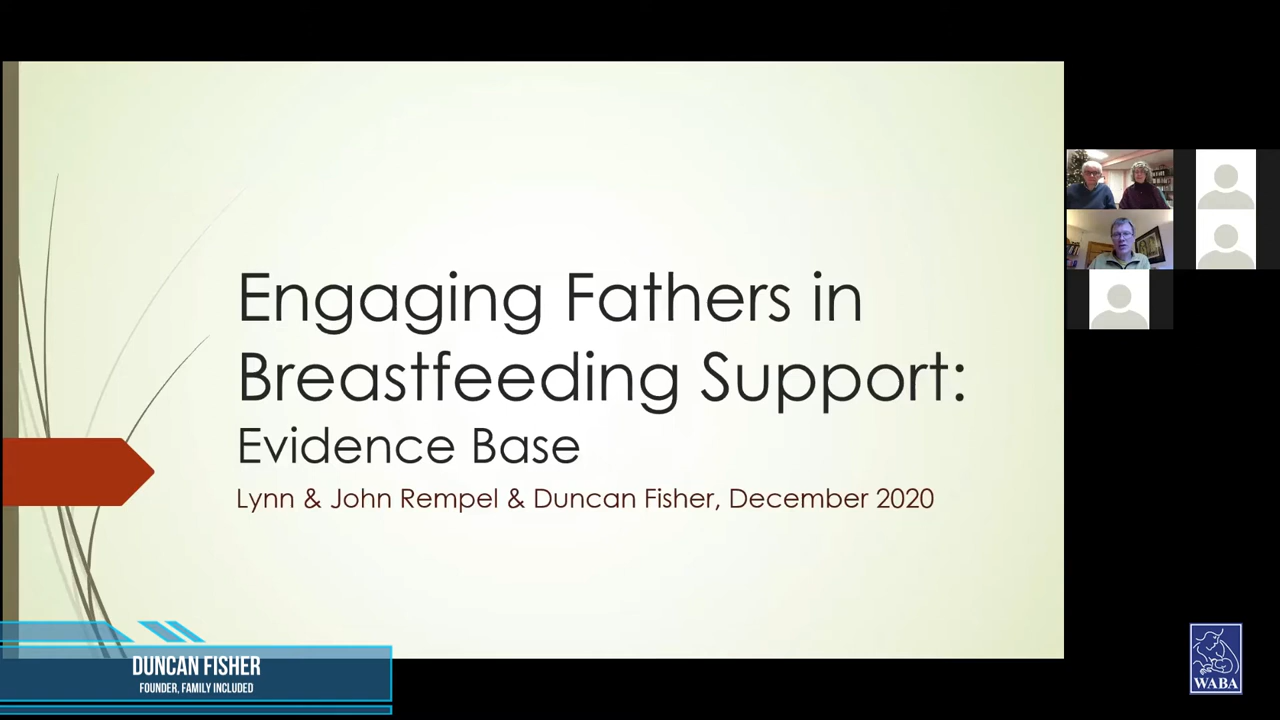 Engaging Fathers in
Breastfeeding Support:
Evidence Base
Lynn & John Rempel & Duncan Fisher, December 2020
DUNCAN FISHER
FOUNDER, FAMILY INCLUDED
WABA